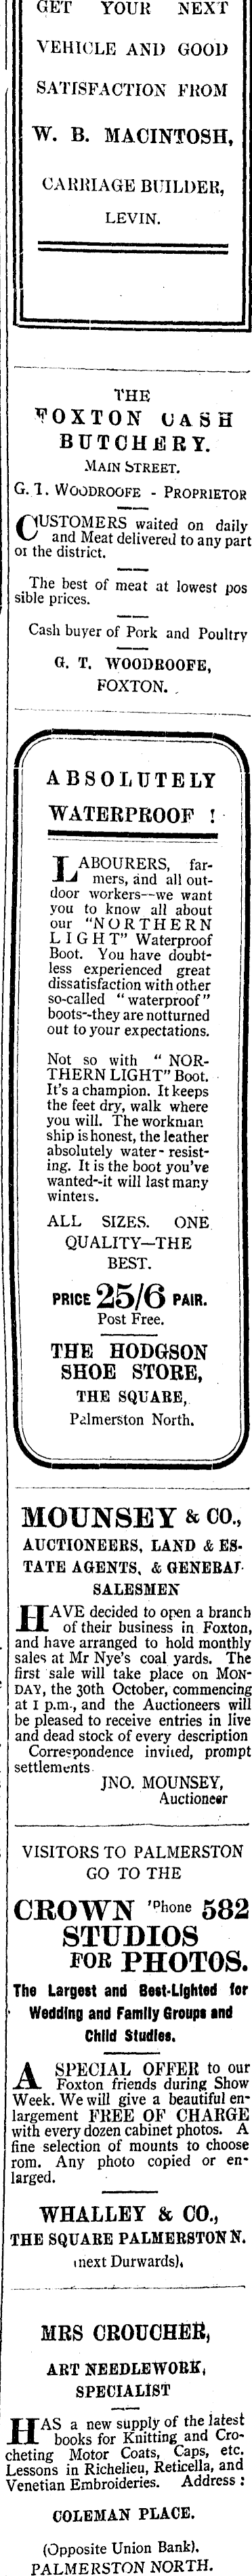 GET YOUR NEXT
VEHICLE AND GOOD
SATISFACTION FROM
W. B. MACINTOSH,
CARRIAGE BUILDER,
LEVIN.
THE
FOXTON CASH
BUTCHERY.
MAIN STREET.
G. T. WOODROOFE - PROPRIETOR
CUSTOMERS waited on daily
and Meat delivered to any part
of the district.
The best of meat at lowest pos
sible prices.
Cash buyer of Pork and Poultry
G. T. WOODROOFE,
FOXTON.
ABSOLUTELY
WATERPROOF !
LABOURERS, far-
mers, and all out-
door workers—we want
you to know all about
our "NORTHERN
LIGHT" Waterproof
Boot. You have doubt-
less experienced great
dissatisfaction with other
so-called "waterproof"
boots--they are notturned
out to your expectations.
Not so with " NOR-
THERN LIGHT" Boot.
It's a champion. It keeps
the feet dry, walk where
you will. The workman
ship is honest, the leather
absolutely water-resist-
ing. It is the boot you've
wanted--it will last many
winters.
ALL SIZES. ONE
QUALITY—THE
BEST.
PRICE 25/6 PAIR.
Post Free.
THE HODGSON
SHOE STORE,
THE SQUARE,
Palmerston North.
MOUNSEY & CO.,
AUCTIONEERS, LAND & ES-
TATE AGENTS, & GENERAL
SALESMEN
HAVE decided to open a branch
of their business in Foxton,
and have arranged to hold monthly
sales at Mr Nye's coal yards. The
first sale will take place on MON-
DAY, the 30th October, commencing
at 1 p.m., and the Auctioneers will
be pleased to receive entries in live
and dead stock of every description
Correspondence invited, prompt
settlements.
JNO. MOUNSEY,
Auctioneer
VISITORS TO PALMERSTON
GO TO THE
CROWN 'Phone 582
STUDIOS
FOR PHOTOS.
The Largest and Best-Lighted for
Wedding and Family Groups and
Child Studies.
A SPECIAL OFFER to our
Foxton friends during Show
Week. We will give a beautiful en-
largement FREE OF CHARGE
with every dozen cabinet photos. A
fine selection of mounts to choose
rom. Any photo copied or en-
larged.
WHALLEY & CO.,
THE SQUARE PALMERSTON N.
(next Durwards),
MRS CROUCHER,
ART NEEDLEWORK,
SPECIALIST
HAS a new supply of the latest
books for Knitting and Cro-
cheting Motor Coats, Caps, etc.
Lessons in Richelieu, Reticella, and
Venetian Embroideries. Address :
COLEMAN PLACE.
(Opposite Union Bank),
PALMERSTON NORTH.